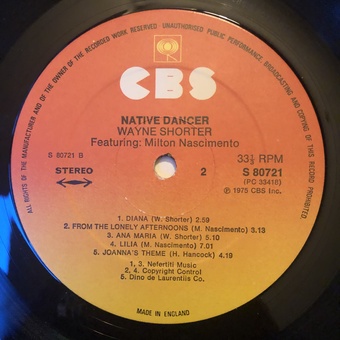 ALL RIGHTS OF THE MANUFACTURER AND OF THE OWNER OF THE RECORDED WORK RESERVED · UNAUTHORISED PUBLIC PERFORMANCE, BROADCASTING AND COPYING OF THIS RECORD PROHIBITED.
CBS
NATIVE DANCER
WAYNE SHORTER
Featuring: Milton Nascimento
S 80721 B
STEREO
2
33⅓ RPM
S 80721
(PC 33418)
℗ 1975 CBS Inc.
1. DIANA (W. Shorter) 2.59
2. FROM THE LONELY AFTERNOONS (M. Nascimento) 3.13
3. ANA MARIA (W. Shorter) 5.10
4. LILIA (M. Nascimento) 7.01
5. JOANNA'S THEME (H. Hancock) 4.19
1, 3. Nefertiti Music
2, 4. Copyright Control
5. Dino de Laurentiis Co.
MADE IN ENGLAND